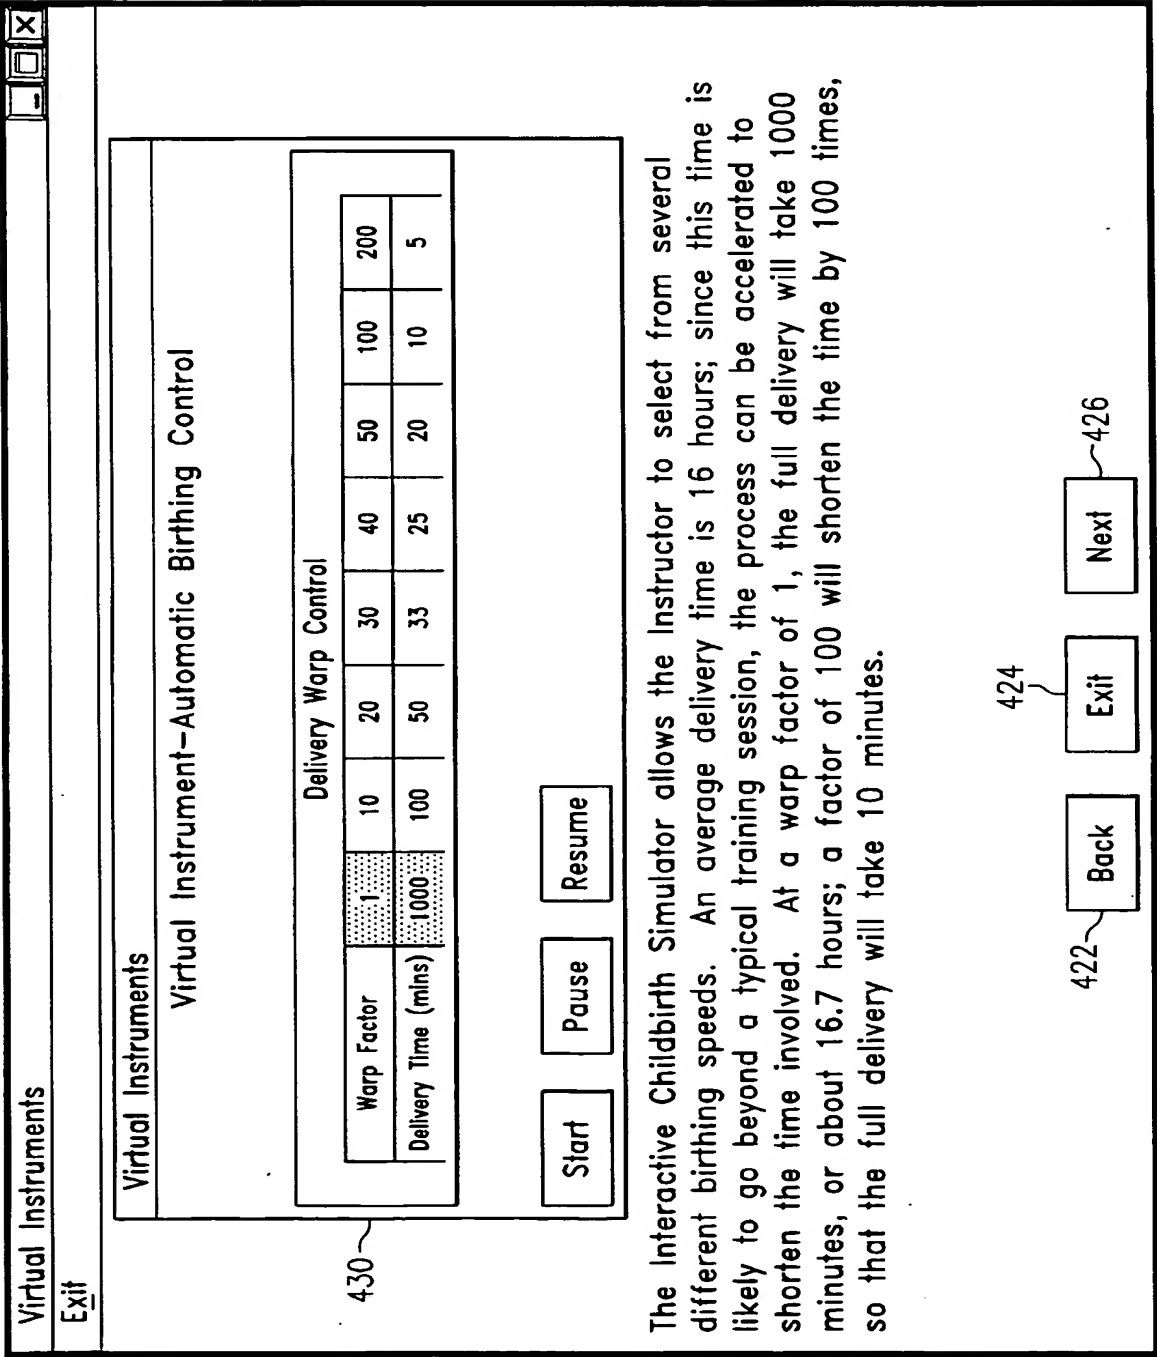 Virtual Instruments
Exit
Virtual Instruments
Virtual Instrument–Automatic Birthing Control
Delivery Warp Control
Warp Factor 1 10 20 30 40 50 100 200
Delivery Time (mins) 1000 100 50 33 25 20 10 5
430
Start Pause Resume
The Interactive Childbirth Simulator allows the Instructor to select from several
different birthing speeds. An average delivery time is 16 hours; since this time is
likely to go beyond a typical training session, the process can be accelerated to
shorten the time involved. At a warp factor of 1, the full delivery will take 1000
minutes, or about 16.7 hours; a factor of 100 will shorten the time by 100 times,
so that the full delivery will take 10 minutes.
424
422 Back Exit Next 426